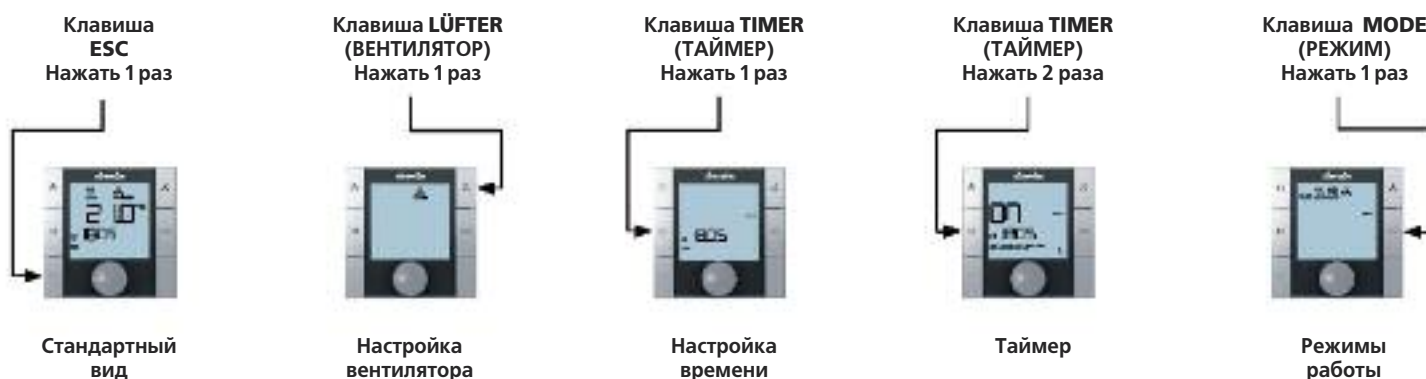 Клавиша
ESC
Нажать 1 раз
Клавиша LÜFTER
(ВЕНТИЛЯТОР)
Нажать 1 раз
Клавиша TIMER
(ТАЙМЕР)
Нажать 1 раз
Клавиша TIMER
(ТАЙМЕР)
Нажать 2 раза
Клавиша MODE
(РЕЖИМ)
Нажать 1 раз
Стандартный
вид
Настройка
вентилятора
Настройка
времени
Таймер
Режимы
работы